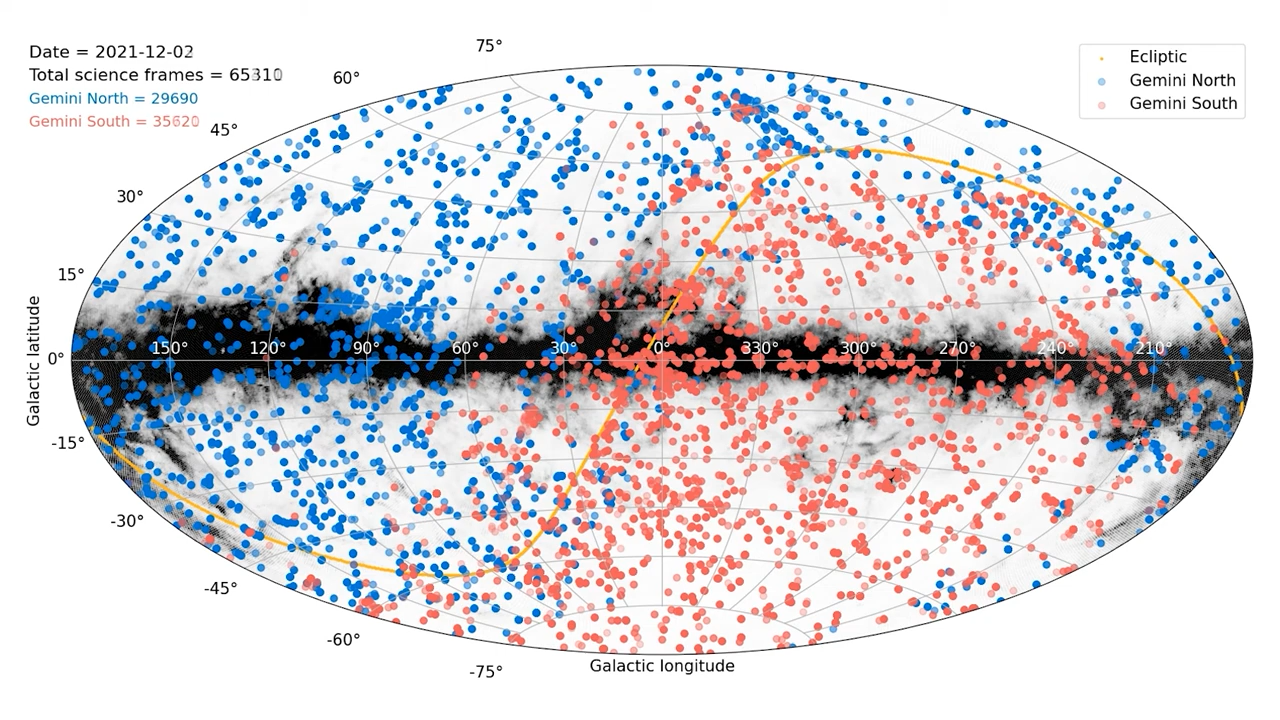 Date = 2021-12-02
Total science frames = 65310
Gemini North = 29690
Gemini South = 35620
Ecliptic
Gemini North
Gemini South
75°
60°
45°
30°
15°
0°
-15°
-30°
-45°
-60°
-75°
150° 120° 90° 60° 30° 0° 330° 300° 270° 240° 210°
Galactic latitude
Galactic longitude